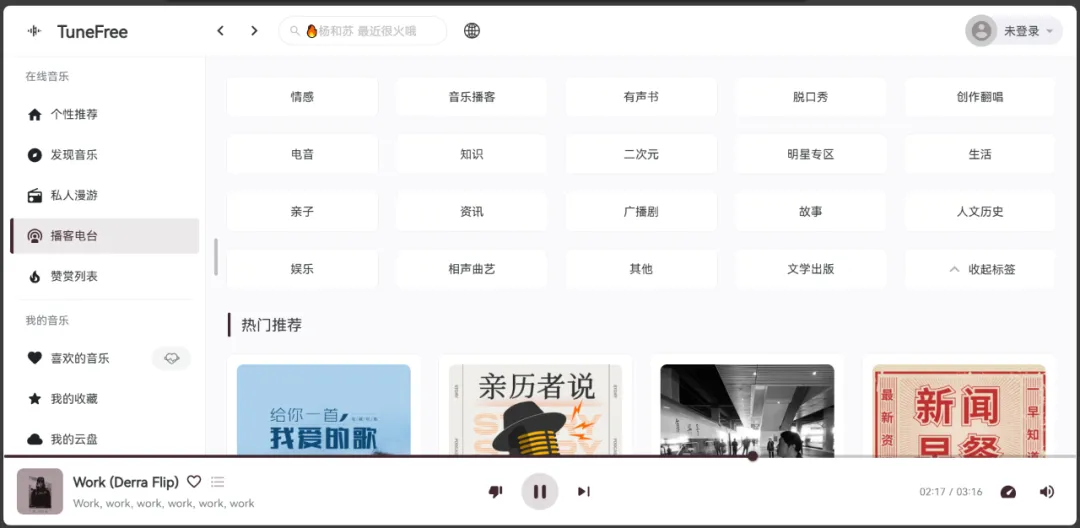 TuneFree
杨和苏 最近很火哦
未登录
在线音乐
个性推荐
发现音乐
私人漫游
播客电台
赞赏列表
我的音乐
喜欢的音乐
我的收藏
我的云盘
情感 音乐播客 有声书 脱口秀 创作翻唱
电音 知识 二次元 明星专区 生活
亲子 资讯 广播剧 故事 人文历史
娱乐 相声曲艺 其他 文学出版 收起标签
热门推荐
给你一首
我爱的歌
亲历者说
STORY
新闻
早餐
最新资
早知道
Work (Derra Flip)
Work, work, work, work, work, work
02:17 / 03:16